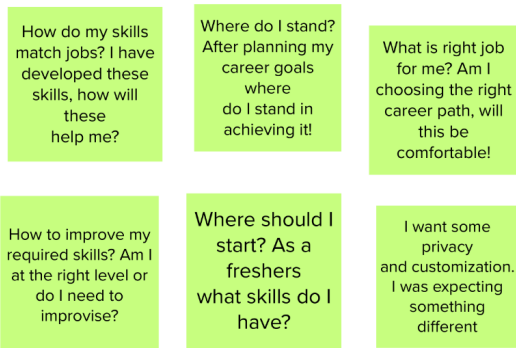 How do my skills
match jobs? I have
developed these
skills, how will
these
help me?
Where do I stand?
After planning my
career goals
where
do I stand in
achieving it!
What is right job
for me? Am I
choosing the right
career path, will
this be
comfortable!
How to improve my
required skills? Am I
at the right level or
do I need to
improvise?
Where should I
start? As a
freshers
what skills do I
have?
I want some
privacy
and customization.
I was expecting
something
different